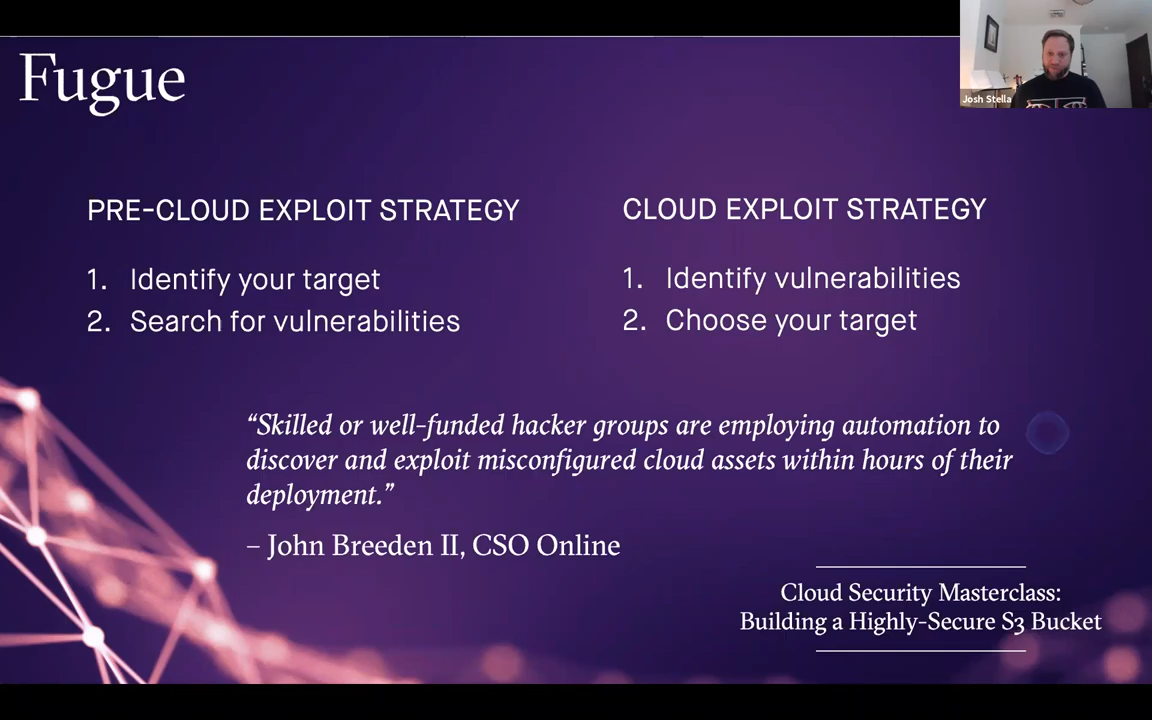 Fugue
Josh Stella
PRE-CLOUD EXPLOIT STRATEGY
1. Identify your target
2. Search for vulnerabilities
CLOUD EXPLOIT STRATEGY
1. Identify vulnerabilities
2. Choose your target
“Skilled or well-funded hacker groups are employing automation to
discover and exploit misconfigured cloud assets within hours of their
deployment.”
– John Breeden II, CSO Online
Cloud Security Masterclass:
Building a Highly-Secure S3 Bucket